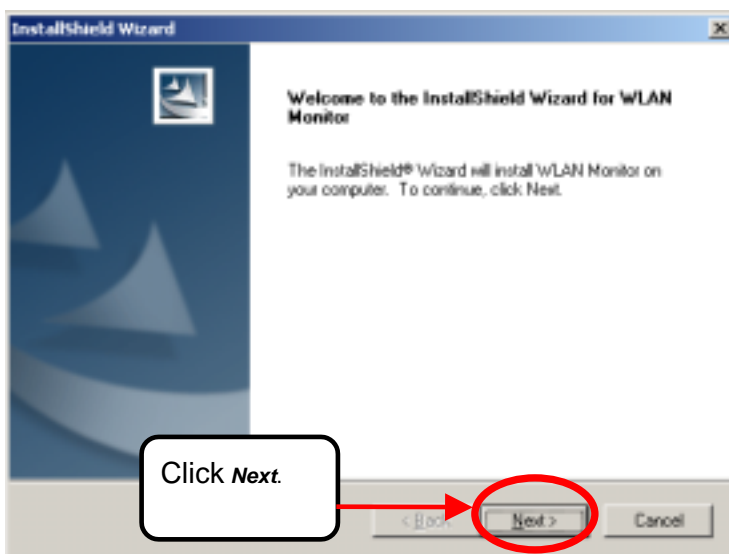 InstallShield Wizard
Welcome to the InstallShield Wizard for WLAN
Monitor
The InstallShield® Wizard will install WLAN Monitor on
your computer. To continue, click Next.
Click Next.
< Back
Next >
Cancel